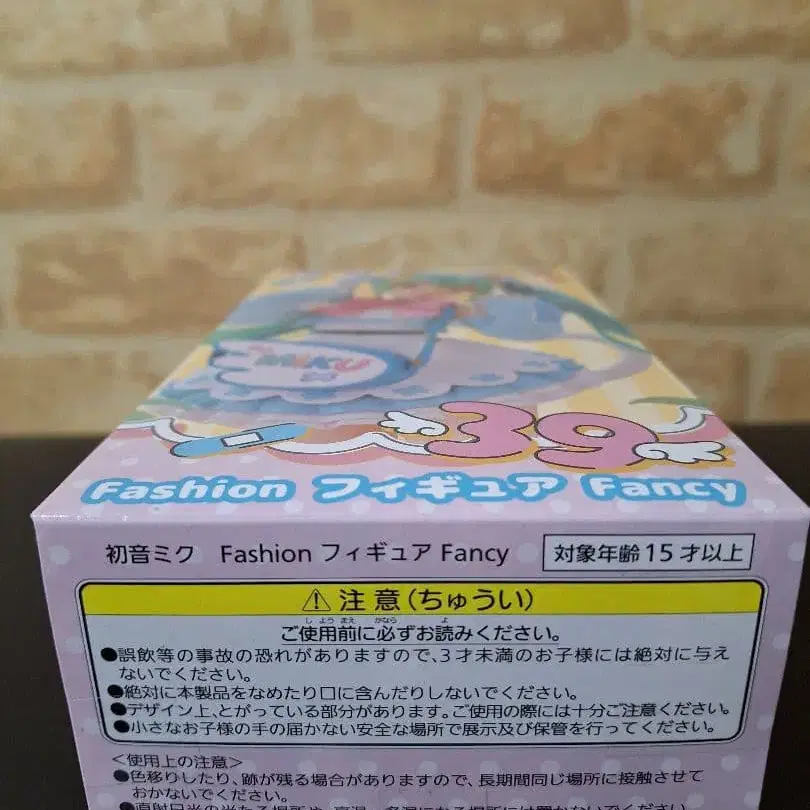 MIKU
39
Fashion フィギュア Fancy
初音ミク Fashion フィギュア Fancy 対象年齢15才以上
⚠注意(ちゅうい)
しようまえ かなら よ
ご使用前に必ずお読みください。
●誤飲等の事故の恐れがありますので、3才未満のお子様には絶対に与え
ないでください。
●絶対に本製品をなめたり口に含んだりしないでください。
●デザイン上、とがっている部分があります。ご使用の際には十分ご注意ください。
●小さなお子様の手の届かない安全な場所で展示及び保管を行ってください。
<使用上の注意>
●色移りしたり、跡が残る場合がありますので、長期間同じ場所に接触させて
おかないでください。